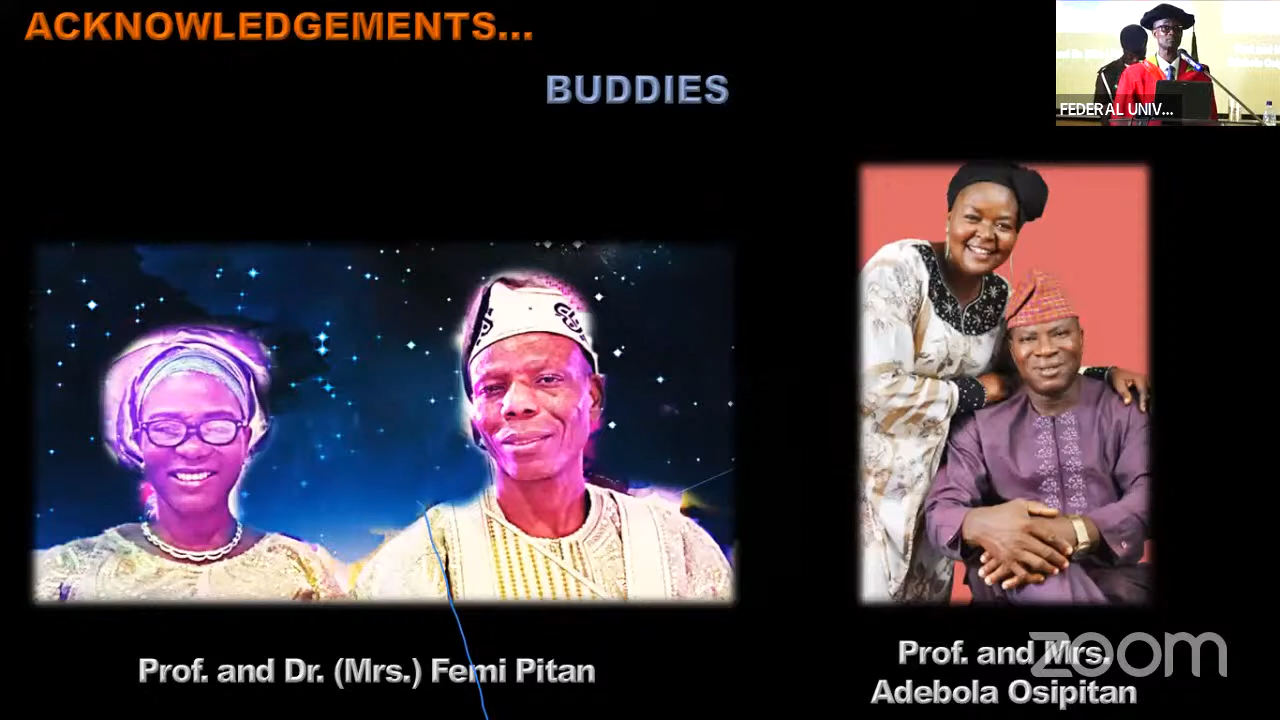 ACKNOWLEDGEMENTS...
BUDDIES
FEDERAL UNIV...
Prof. and Dr. (Mrs.) Femi Pitan
Prof. and Mrs.
Adebola Osipitan
zoom